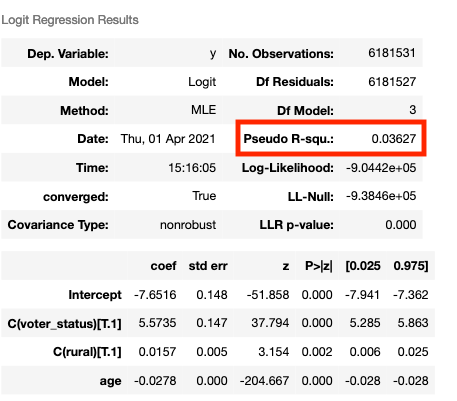 Logit Regression Results
Dep. Variable: y No. Observations: 6181531
Model: Logit Df Residuals: 6181527
Method: MLE Df Model: 3
Date: Thu, 01 Apr 2021 Pseudo R-squ.: 0.03627
Time: 15:16:05 Log-Likelihood: -9.0442e+05
converged: True LL-Null: -9.3846e+05
Covariance Type: nonrobust LLR p-value: 0.000
coef std err z P>|z| [0.025 0.975]
Intercept -7.6516 0.148 -51.858 0.000 -7.941 -7.362
C(voter_status)[T.1] 5.5735 0.147 37.794 0.000 5.285 5.863
C(rural)[T.1] 0.0157 0.005 3.154 0.002 0.006 0.025
age -0.0278 0.000 -204.667 0.000 -0.028 -0.028